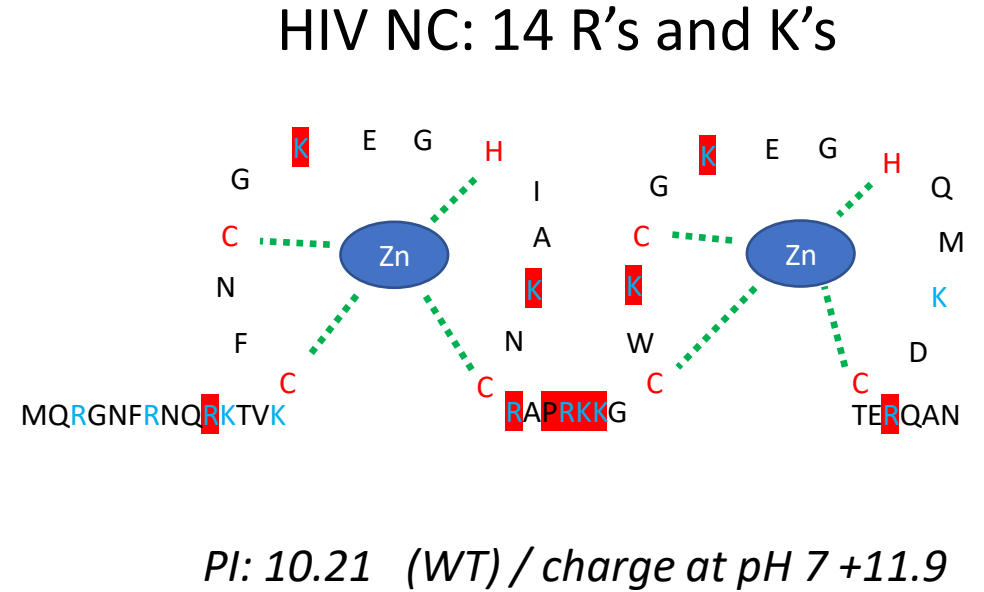 HIV NC: 14 R's and K's
K E G H K E G H
G I G Q
C Zn A C Zn M
N K K K
F N W D
C C C C
MQRGNFRNQRKTVK RAPRKKG TERQAN
PI: 10.21 (WT) / charge at pH 7 +11.9